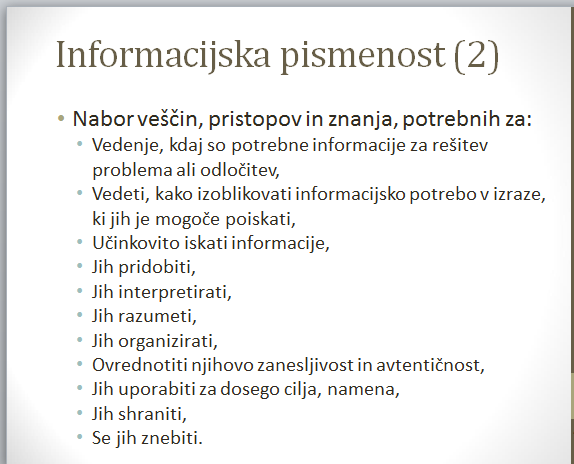 Informacijska pismenost (2)
• Nabor veščin, pristopov in znanja, potrebnih za:
• Vedenje, kdaj so potrebne informacije za rešitev
problema ali odločitev,
• Vedeti, kako izoblikovati informacijsko potrebo v izraze,
ki jih je mogoče poiskati,
• Učinkovito iskati informacije,
• Jih pridobiti,
• Jih interpretirati,
• Jih razumeti,
• Jih organizirati,
• Ovrednotiti njihovo zanesljivost in avtentičnost,
• Jih uporabiti za dosego cilja, namena,
• Jih shraniti,
• Se jih znebiti.